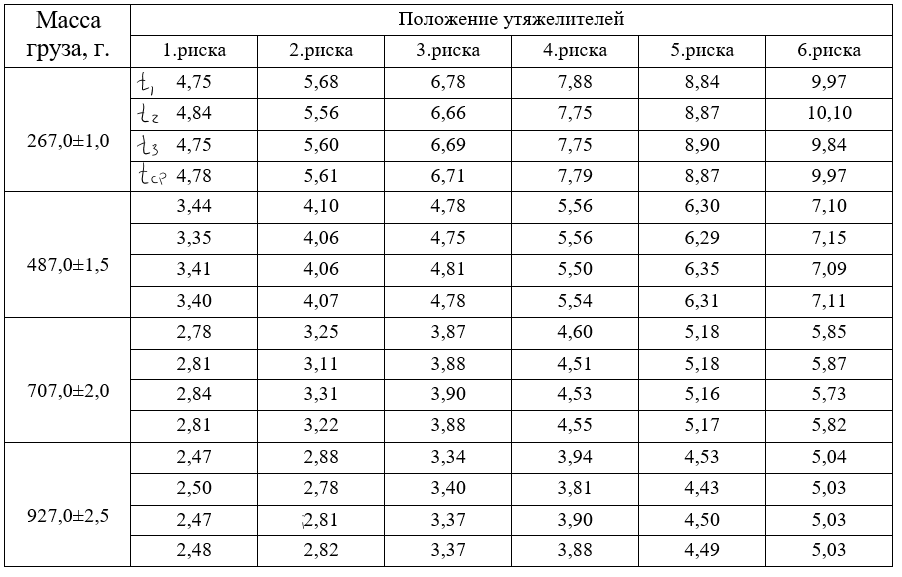 Масса груза, г. Положение утяжелителей
1.риска 2.риска 3.риска 4.риска 5.риска 6.риска
t₁ 4,75 5,68 6,78 7,88 8,84 9,97
t₂ 4,84 5,56 6,66 7,75 8,87 10,10
267,0±1,0
t₃ 4,75 5,60 6,69 7,75 8,90 9,84
tср 4,78 5,61 6,71 7,79 8,87 9,97
3,44 4,10 4,78 5,56 6,30 7,10
3,35 4,06 4,75 5,56 6,29 7,15
487,0±1,5
3,41 4,06 4,81 5,50 6,35 7,09
3,40 4,07 4,78 5,54 6,31 7,11
2,78 3,25 3,87 4,60 5,18 5,85
2,81 3,11 3,88 4,51 5,18 5,87
707,0±2,0
2,84 3,31 3,90 4,53 5,16 5,73
2,81 3,22 3,88 4,55 5,17 5,82
2,47 2,88 3,34 3,94 4,53 5,04
2,50 2,78 3,40 3,81 4,43 5,03
927,0±2,5
2,47 2,81 3,37 3,90 4,50 5,03
2,48 2,82 3,37 3,88 4,49 5,03